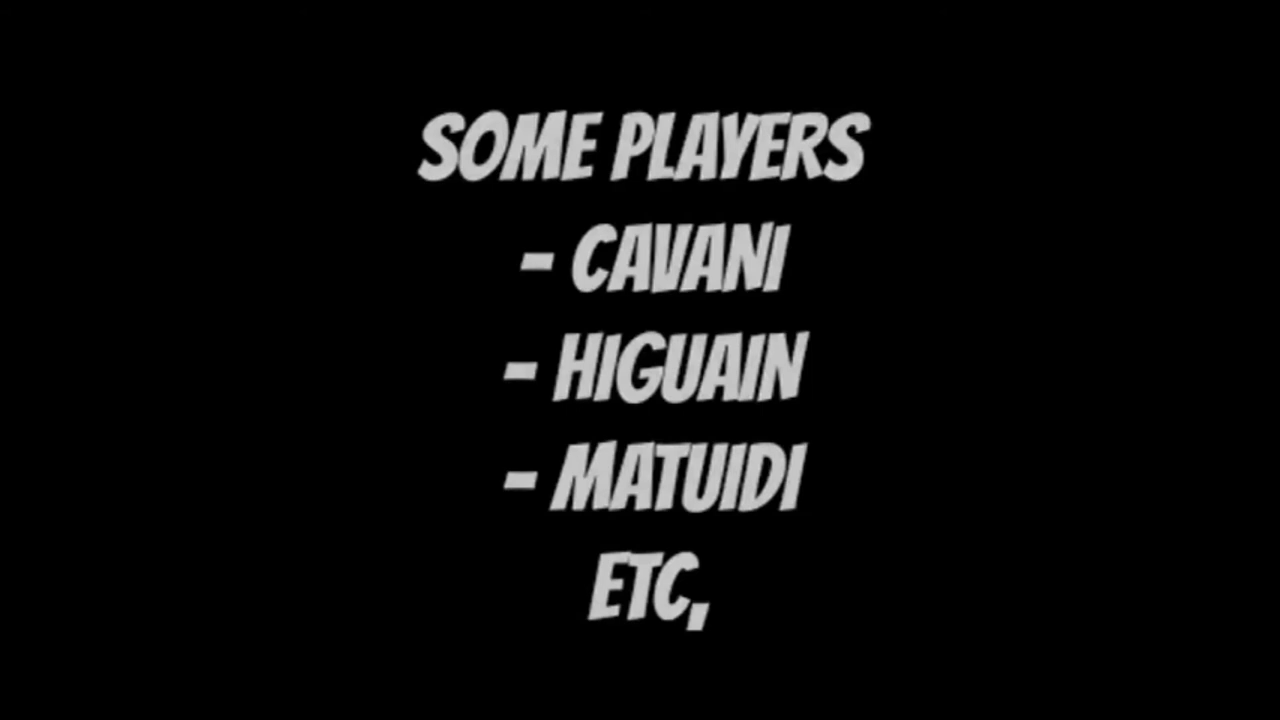 SOME PLAYERS
- CAVANI
- HIGUAIN
- MATUIDI
ETC,